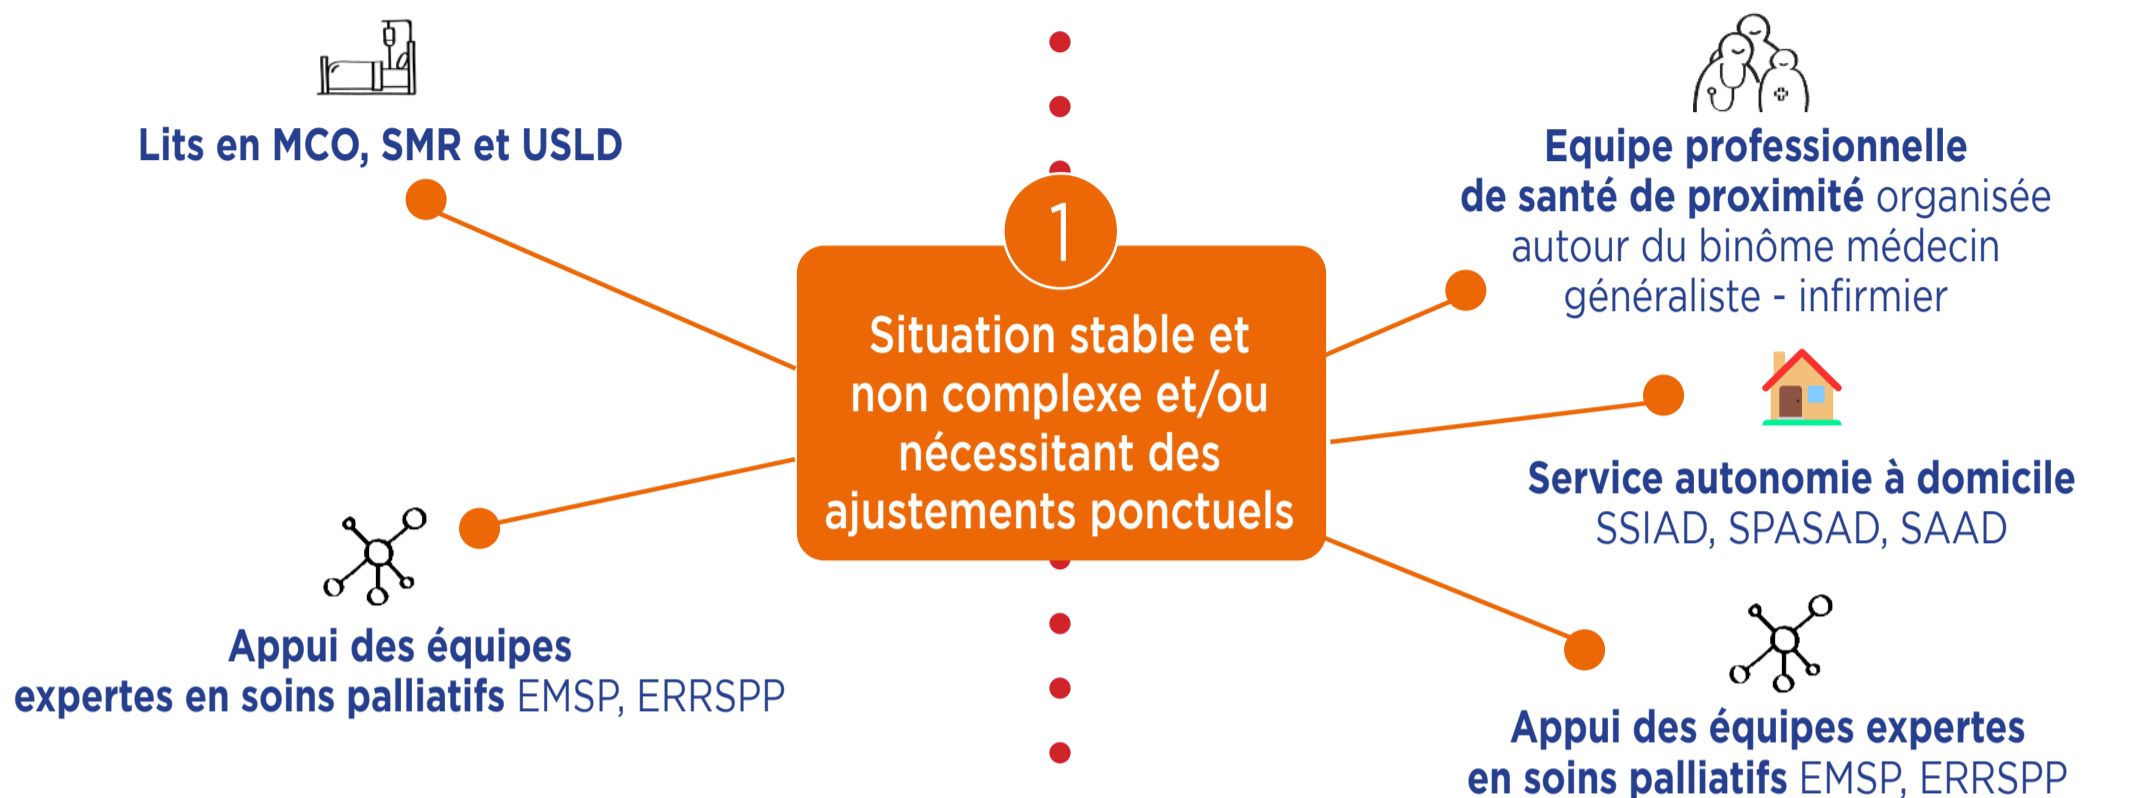 Lits en MCO, SMR et USLD
Appui des équipes
expertes en soins palliatifs EMSP, ERRSPP
1
Situation stable et
non complexe et/ou
nécessitant des
ajustements ponctuels
Equipe professionnelle
de santé de proximité organisée
autour du binôme médecin
généraliste - infirmier
Service autonomie à domicile
SSIAD, SPASAD, SAAD
Appui des équipes expertes
en soins palliatifs EMSP, ERRSPP